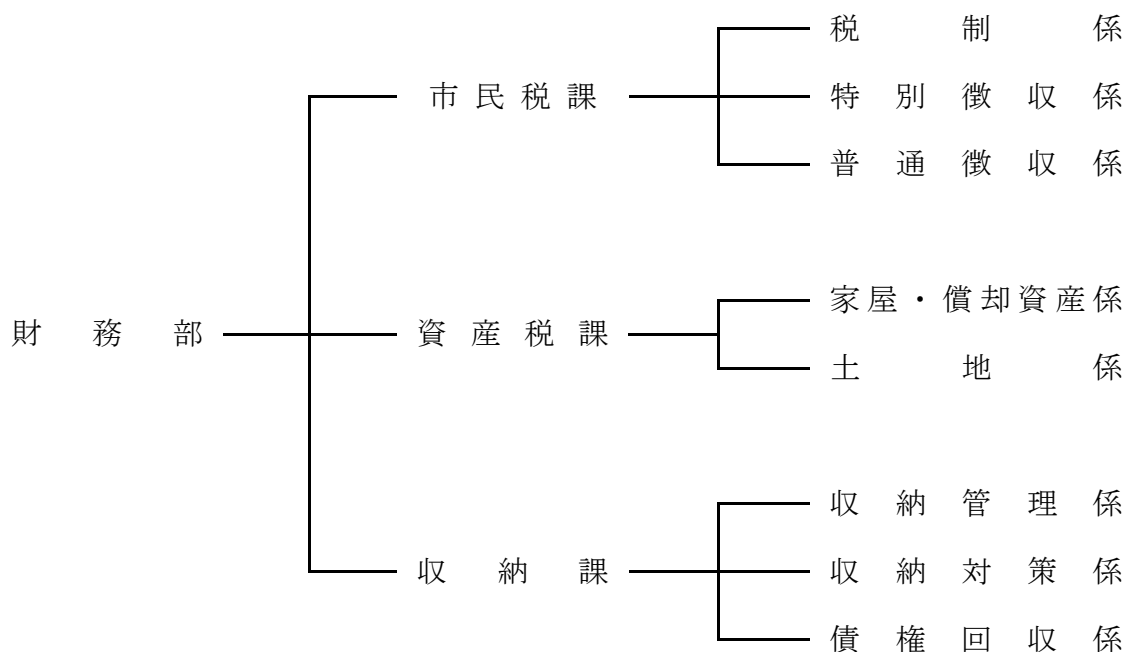 財務部
市民税課
税制係
特別徴収係
普通徴収係
資産税課
家屋・償却資産係
土地係
収納課
収納管理係
収納対策係
債権回収係